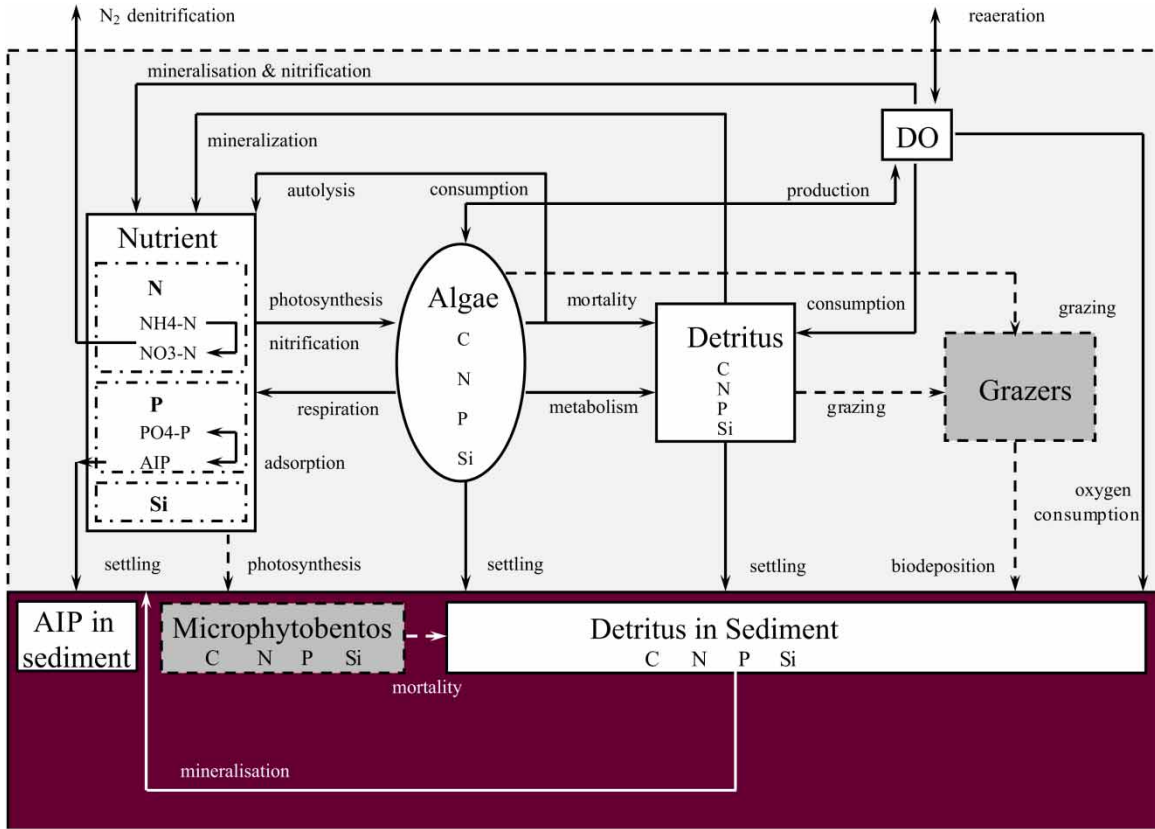 N2 denitrification
reaeration
mineralisation & nitrification
mineralization
DO
autolysis
consumption
production
Nutrient
N
NH4-N
NO3-N
photosynthesis
nitrification
Algae
C
N
P
Si
mortality
consumption
grazing
Detritus
C
N
P
Si
Grazers
P
PO4-P
AIP
respiration
metabolism
grazing
adsorption
Si
oxygen
consumption
settling
photosynthesis
settling
settling
biodeposition
AIP in
sediment
Microphytobentos
C N P Si
Detritus in Sediment
C N P Si
mortality
mineralisation